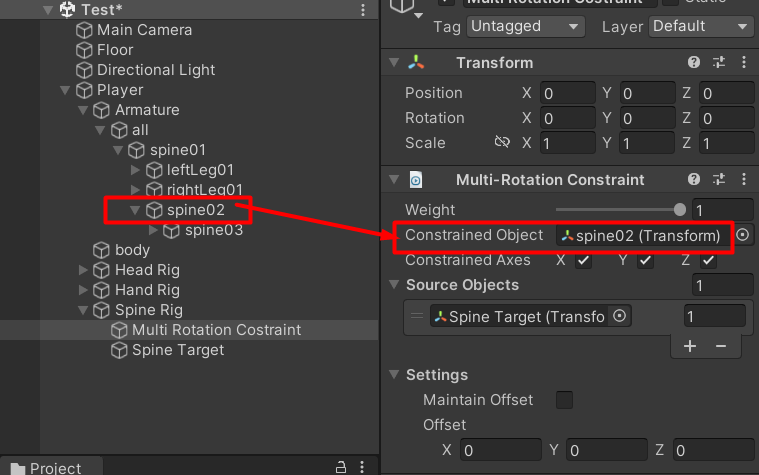 Test*
Main Camera
Floor
Directional Light
Player
Armature
all
spine01
leftLeg01
rightLeg01
spine02
spine03
body
Head Rig
Hand Rig
Spine Rig
Multi Rotation Costraint
Spine Target
Project
Multi Rotation Costraint
Static
Tag Untagged Layer Default
Transform
Position X 0 Y 0 Z 0
Rotation X 0 Y 0 Z 0
Scale X 1 Y 1 Z 1
Multi-Rotation Constraint
Weight 1
Constrained Object spine02 (Transform)
Constrained Axes X Y Z
Source Objects 1
Spine Target (Transfo 1
Settings
Maintain Offset
Offset
X 0 Y 0 Z 0